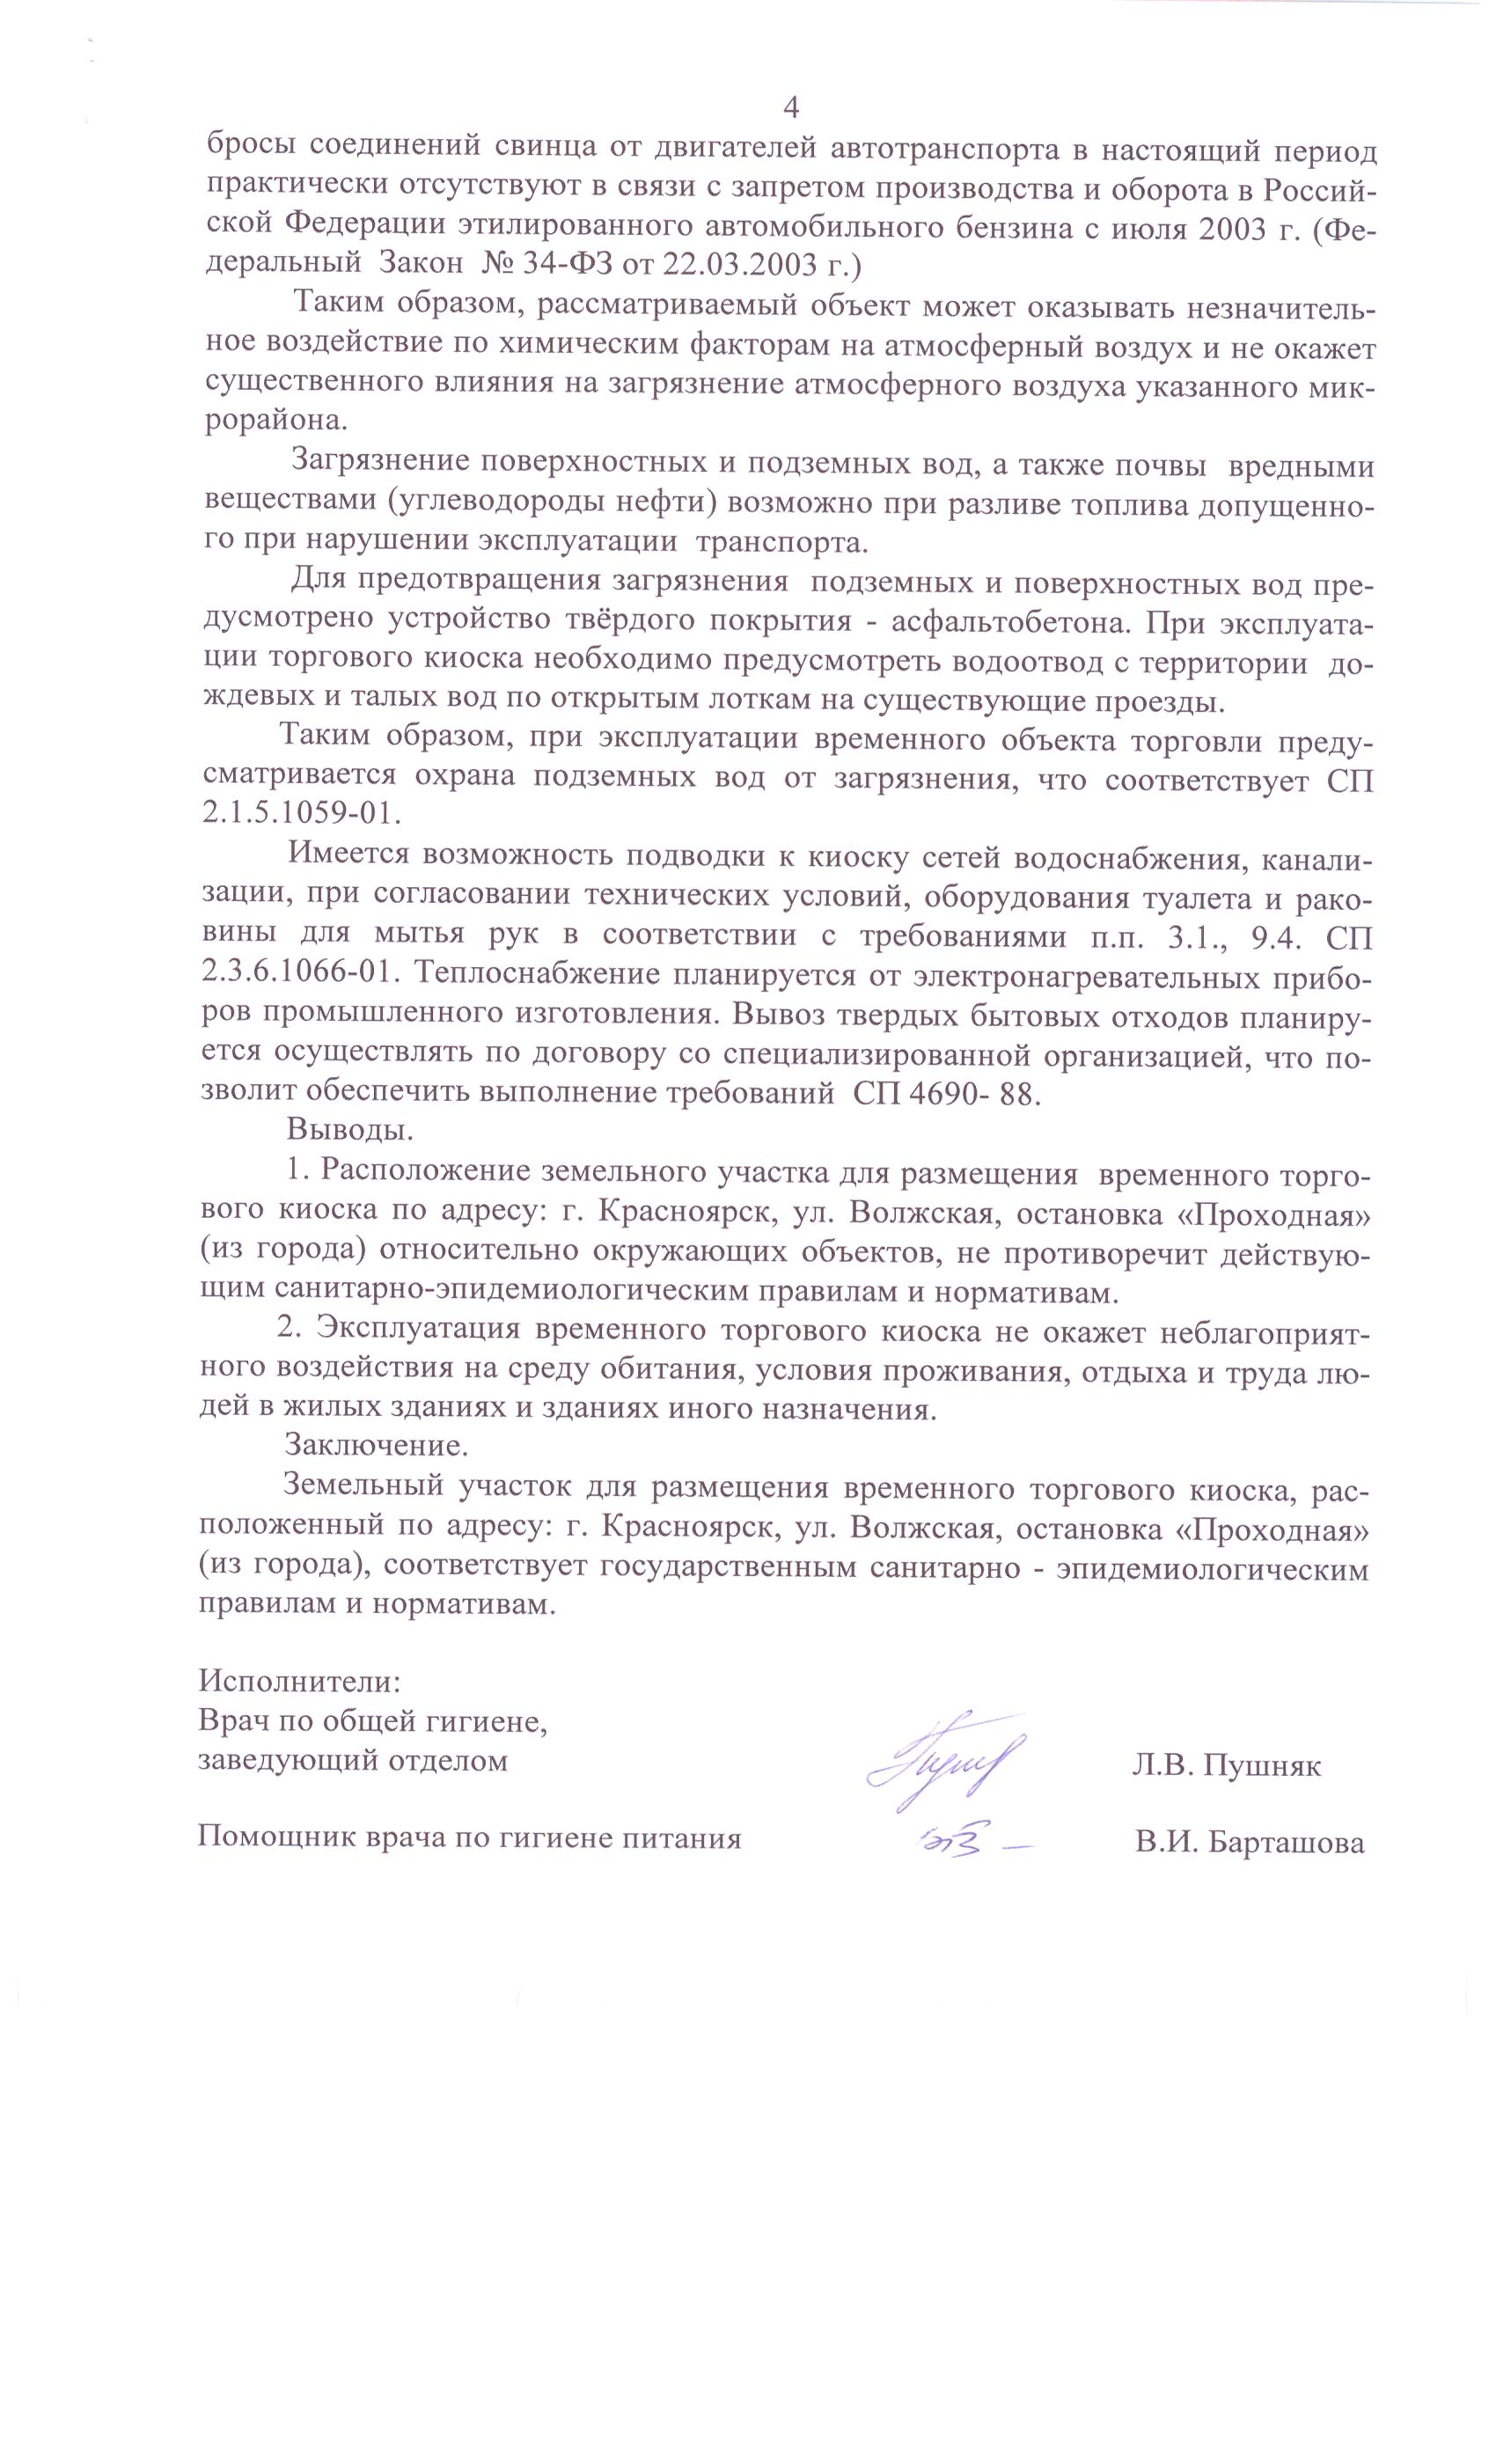 4
бросы соединений свинца от двигателей автотранспорта в настоящий период
практически отсутствуют в связи с запретом производства и оборота в Россий-
ской Федерации этилированного автомобильного бензина с июля 2003 г. (Фе-
деральный Закон № 34-ФЗ от 22.03.2003 г.)
Таким образом, рассматриваемый объект может оказывать незначитель-
ное воздействие по химическим факторам на атмосферный воздух и не окажет
существенного влияния на загрязнение атмосферного воздуха указанного мик-
рорайона.
Загрязнение поверхностных и подземных вод, а также почвы вредными
веществами (углеводороды нефти) возможно при разливе топлива допущенно-
го при нарушении эксплуатации транспорта.
Для предотвращения загрязнения подземных и поверхностных вод пре-
дусмотрено устройство твёрдого покрытия - асфальтобетона. При эксплуата-
ции торгового киоска необходимо предусмотреть водоотвод с территории до-
ждевых и талых вод по открытым лоткам на существующие проезды.
Таким образом, при эксплуатации временного объекта торговли преду-
сматривается охрана подземных вод от загрязнения, что соответствует СП
2.1.5.1059-01.
Имеется возможность подводки к киоску сетей водоснабжения, канали-
зации, при согласовании технических условий, оборудования туалета и рако-
вины для мытья рук в соответствии с требованиями п.п. 3.1., 9.4. СП
2.3.6.1066-01. Теплоснабжение планируется от электронагревательных прибо-
ров промышленного изготовления. Вывоз твердых бытовых отходов планиру-
ется осуществлять по договору со специализированной организацией, что по-
зволит обеспечить выполнение требований СП 4690- 88.
Выводы.
1. Расположение земельного участка для размещения временного торго-
вого киоска по адресу: г. Красноярск, ул. Волжская, остановка «Проходная»
(из города) относительно окружающих объектов, не противоречит действую-
щим санитарно-эпидемиологическим правилам и нормативам.
2. Эксплуатация временного торгового киоска не окажет неблагоприят-
ного воздействия на среду обитания, условия проживания, отдыха и труда лю-
дей в жилых зданиях и зданиях иного назначения.
Заключение.
Земельный участок для размещения временного торгового киоска, рас-
положенный по адресу: г. Красноярск, ул. Волжская, остановка «Проходная»
(из города), соответствует государственным санитарно - эпидемиологическим
правилам и нормативам.
Исполнители:
Врач по общей гигиене,
заведующий отделом Л.В. Пушняк
Помощник врача по гигиене питания В.И. Барташова